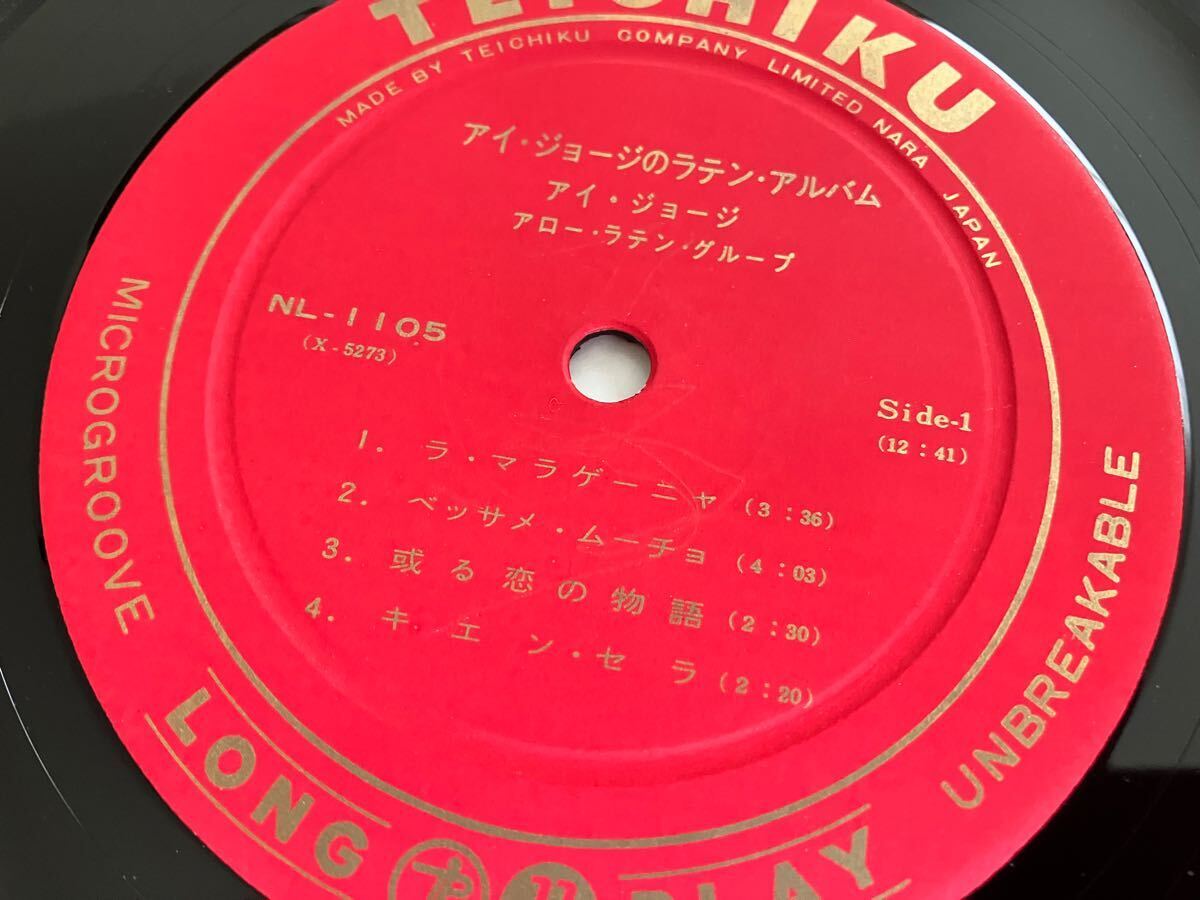 TEICHIKU
MADE BY TEICHIKU COMPANY LIMITED NARA JAPAN
アイ・ジョージのラテン・アルバム
アイ・ジョージ
アロー・ラテン・グループ
NL-1105
(X-5273)
Side-1
(12:41)
1. ラ・マラゲーニャ (3:36)
2. ベッサメ・ムーチョ (4:03)
3. 或る恋の物語 (2:30)
4. キエン・セラ (2:20)
MICROGROOVE
UNBREAKABLE
LONG PLAY